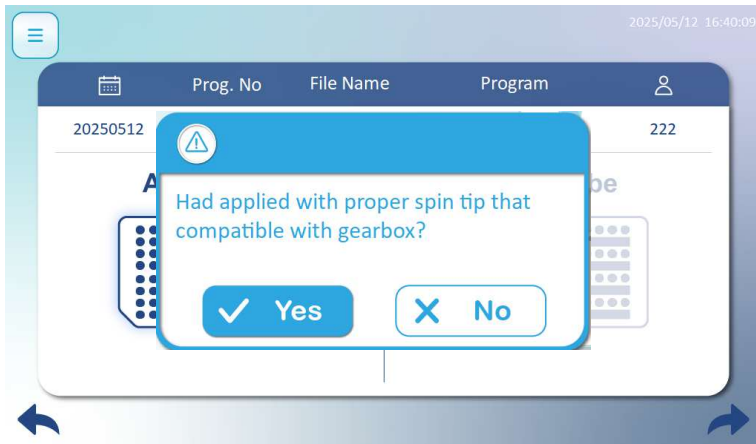 2025/05/12 16:40:09
Prog. No File Name Program
20250512 222
Had applied with proper spin tip that
compatible with gearbox?
Yes No